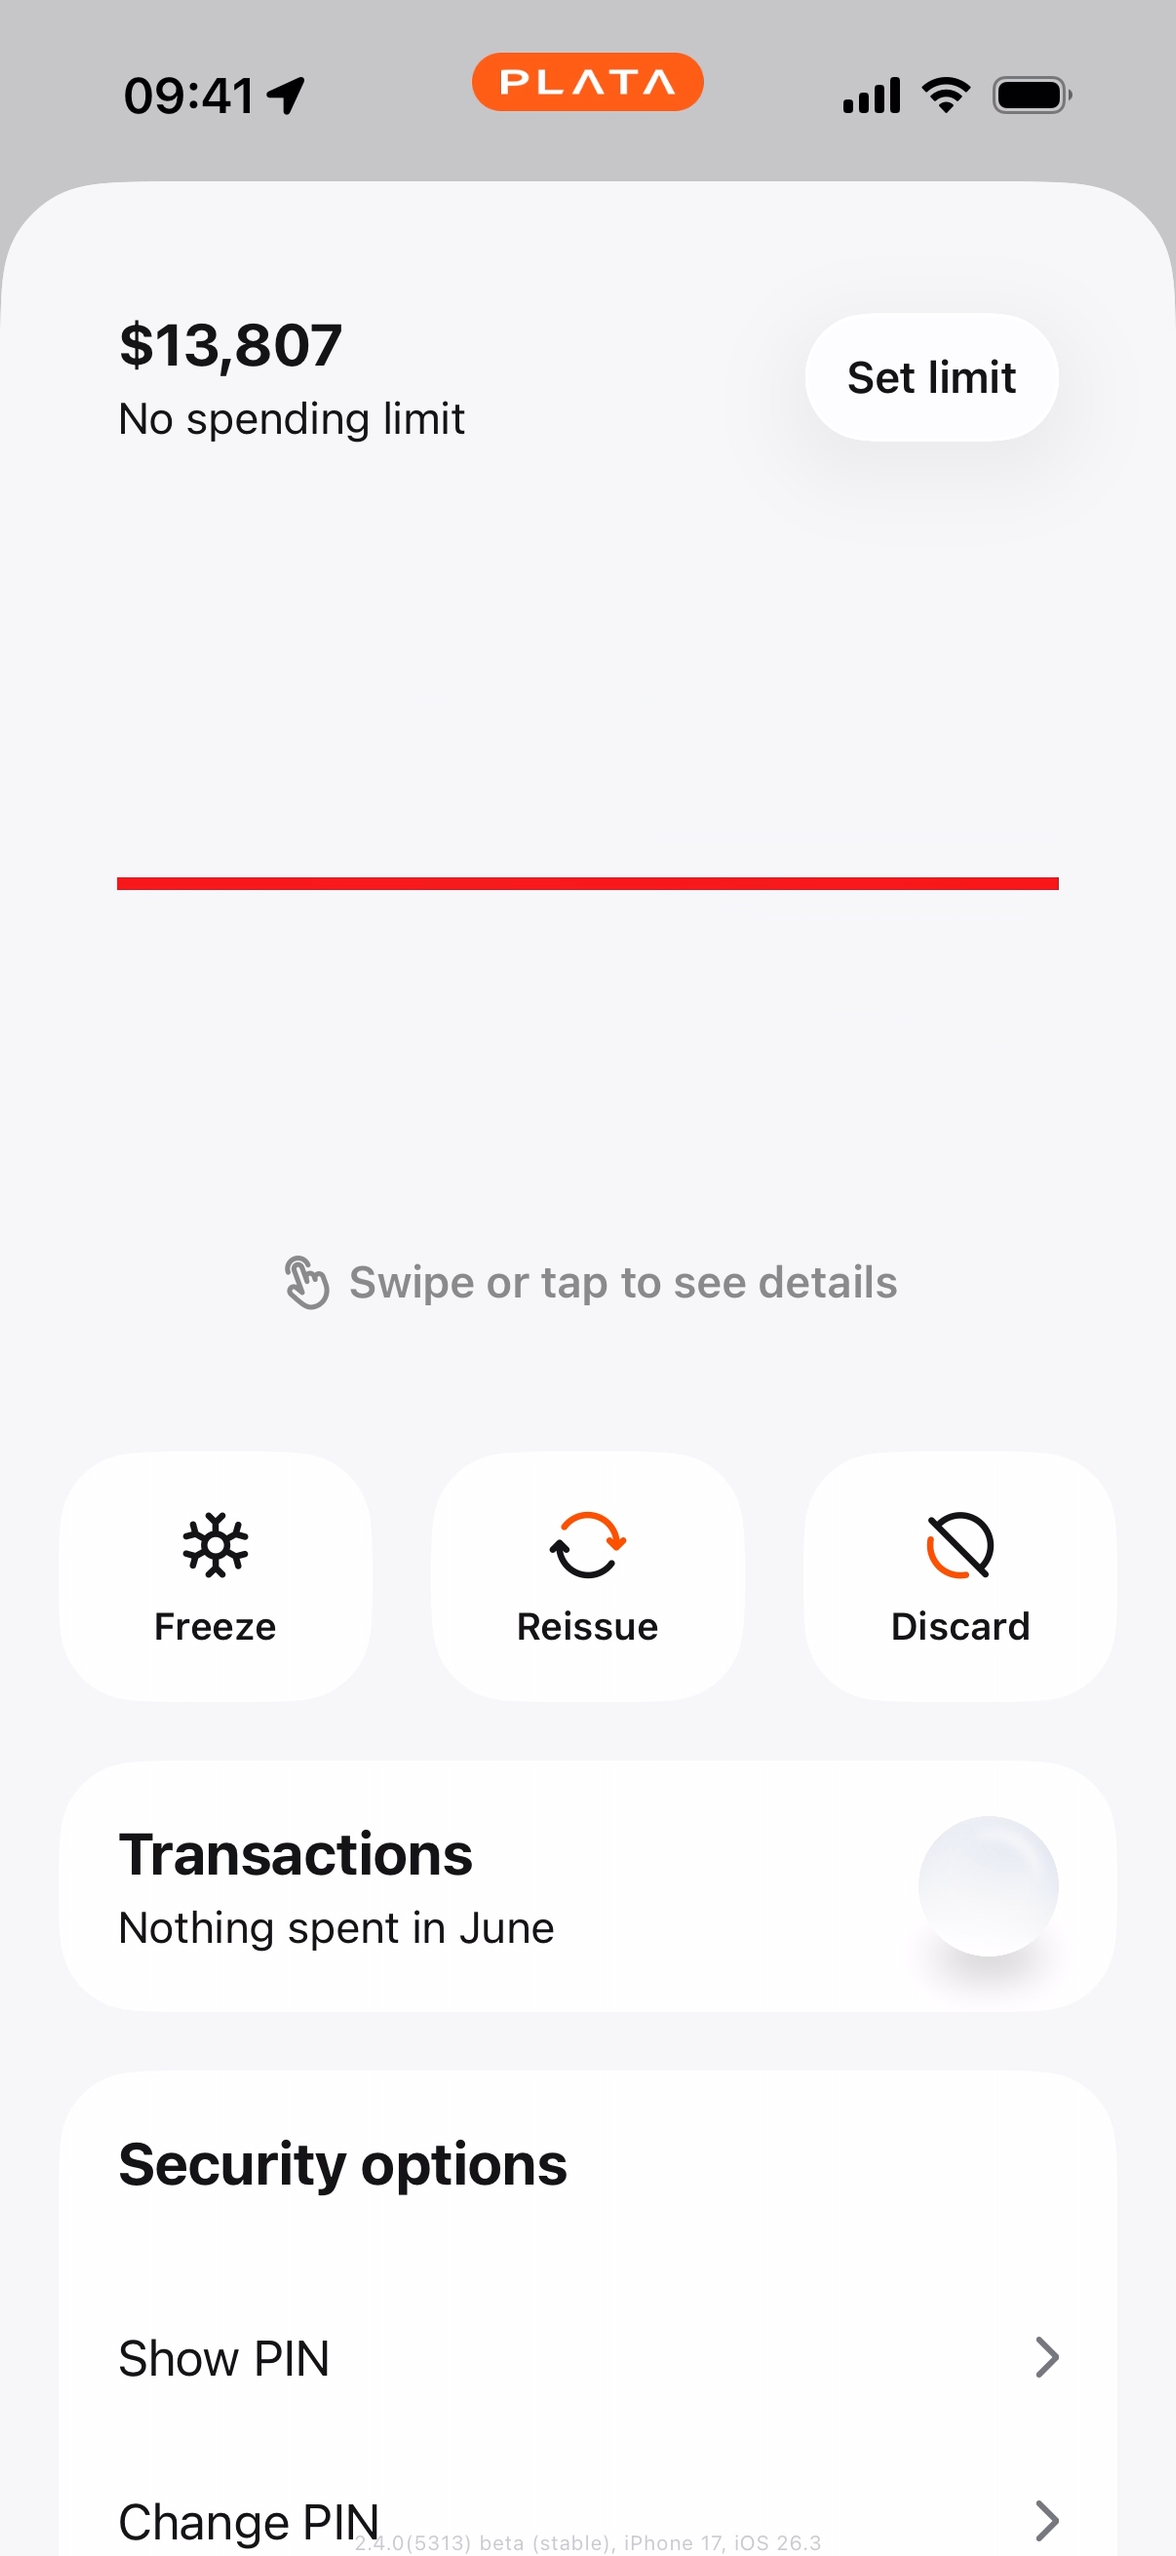 09:41
PLATA
$13,807
No spending limit
Set limit
Swipe or tap to see details
Freeze
Reissue
Discard
Transactions
Nothing spent in June
Security options
Show PIN
Change PIN
2.4.0(5313) beta (stable), iPhone 17, iOS 26.3